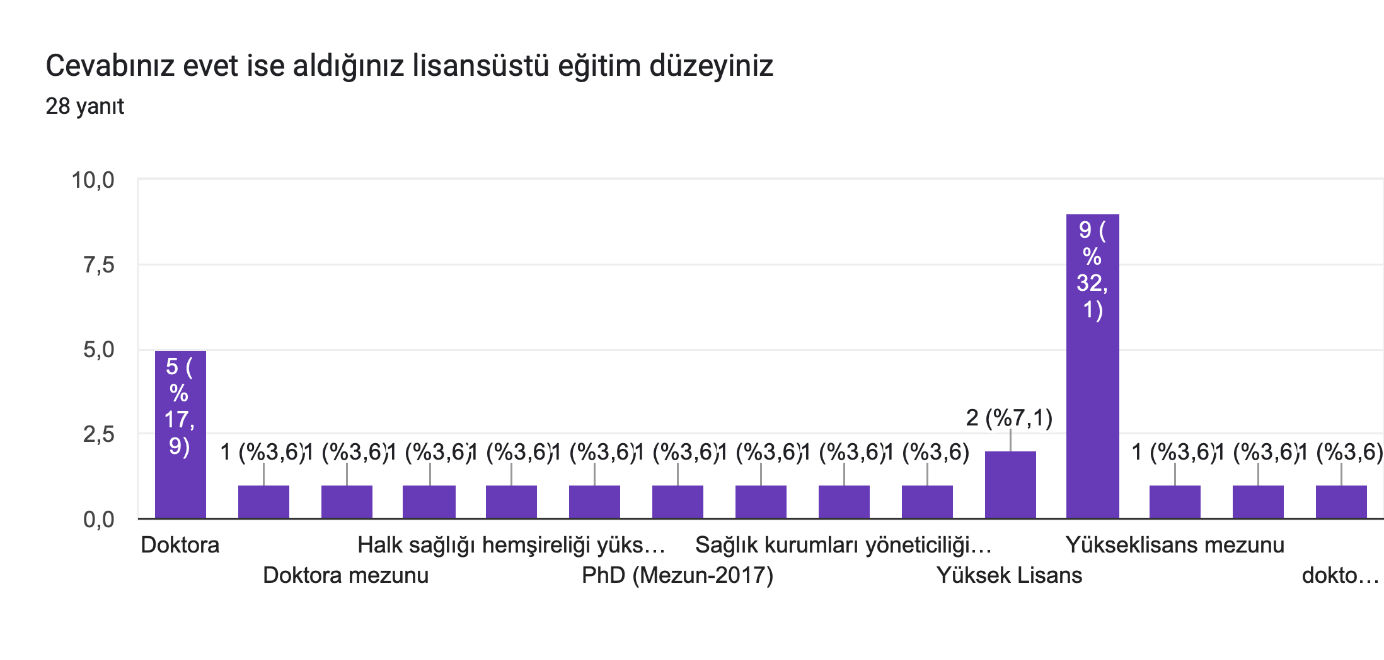 Cevabınız evet ise aldığınız lisansüstü eğitim düzeyiniz
28 yanıt
10,0
7,5
5,0
2,5
0,0
5 (
%
17,
9)
1 (%3,6)
1 (%3,6)
1 (%3,6)
1 (%3,6)
1 (%3,6)
1 (%3,6)
1 (%3,6)
1 (%3,6)
1 (%3,6)
2 (%7,1)
9 (
%
32,
1)
1 (%3,6)
1 (%3,6)
1 (%3,6)
Doktora
Doktora mezunu
Halk sağlığı hemşireliği yüks…
PhD (Mezun-2017)
Sağlık kurumları yöneticiliği…
Yüksek Lisans
Yükseklisans mezunu
dokto…